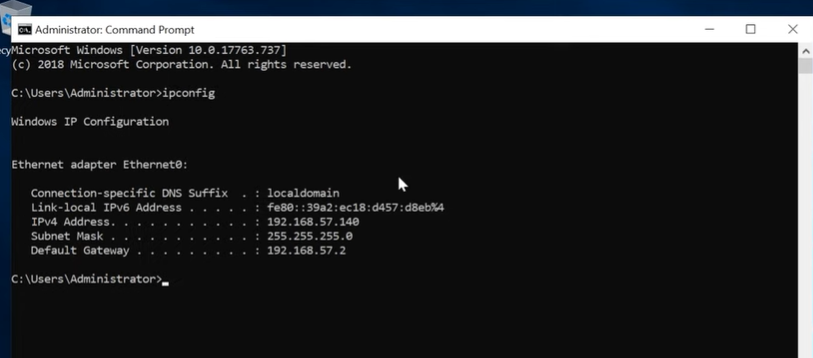 Administrator: Command Prompt
Microsoft Windows [Version 10.0.17763.737]
(c) 2018 Microsoft Corporation. All rights reserved.
C:\Users\Administrator>ipconfig
Windows IP Configuration
Ethernet adapter Ethernet0:
Connection-specific DNS Suffix  . : localdomain
Link-local IPv6 Address . . . . . : fe80::39a2:ec18:d457:d8eb%4
IPv4 Address. . . . . . . . . . . : 192.168.57.140
Subnet Mask . . . . . . . . . . . : 255.255.255.0
Default Gateway . . . . . . . . . : 192.168.57.2
C:\Users\Administrator>